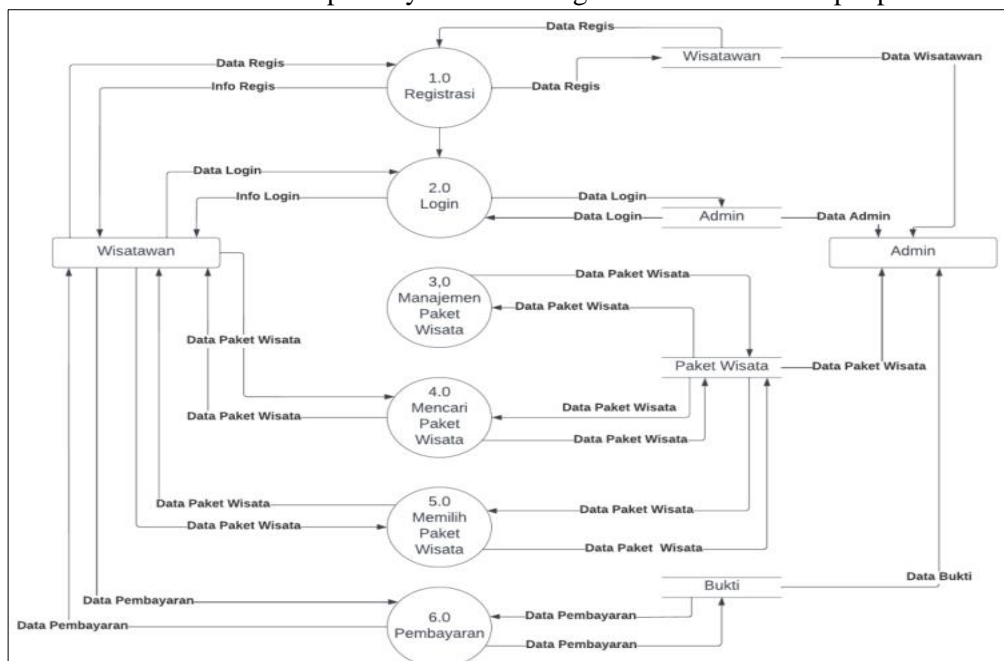 Data Regis
Wisatawan
Data Wisatawan
Data Regis
1.0
Registrasi
Info Regis
Data Regis
Data Login
2.0
Login
Info Login
Data Login
Data Login
Admin
Data Admin
Wisatawan
Admin
3,0
Manajemen
Paket
Wisata
Data Paket Wisata
Data Paket Wisata
Data Paket Wisata
Paket Wisata
Data Paket Wisata
4.0
Mencari
Paket
Wisata
Data Paket Wisata
Data Paket Wisata
Data Paket Wisata
5.0
Memilih
Paket
Wisata
Data Paket Wisata
Data Paket Wisata
Data Paket Wisata
Data Paket Wisata
Bukti
Data Bukti
6.0
Pembayaran
Data Pembayaran
Data Pembayaran
Data Pembayaran
Data Pembayaran